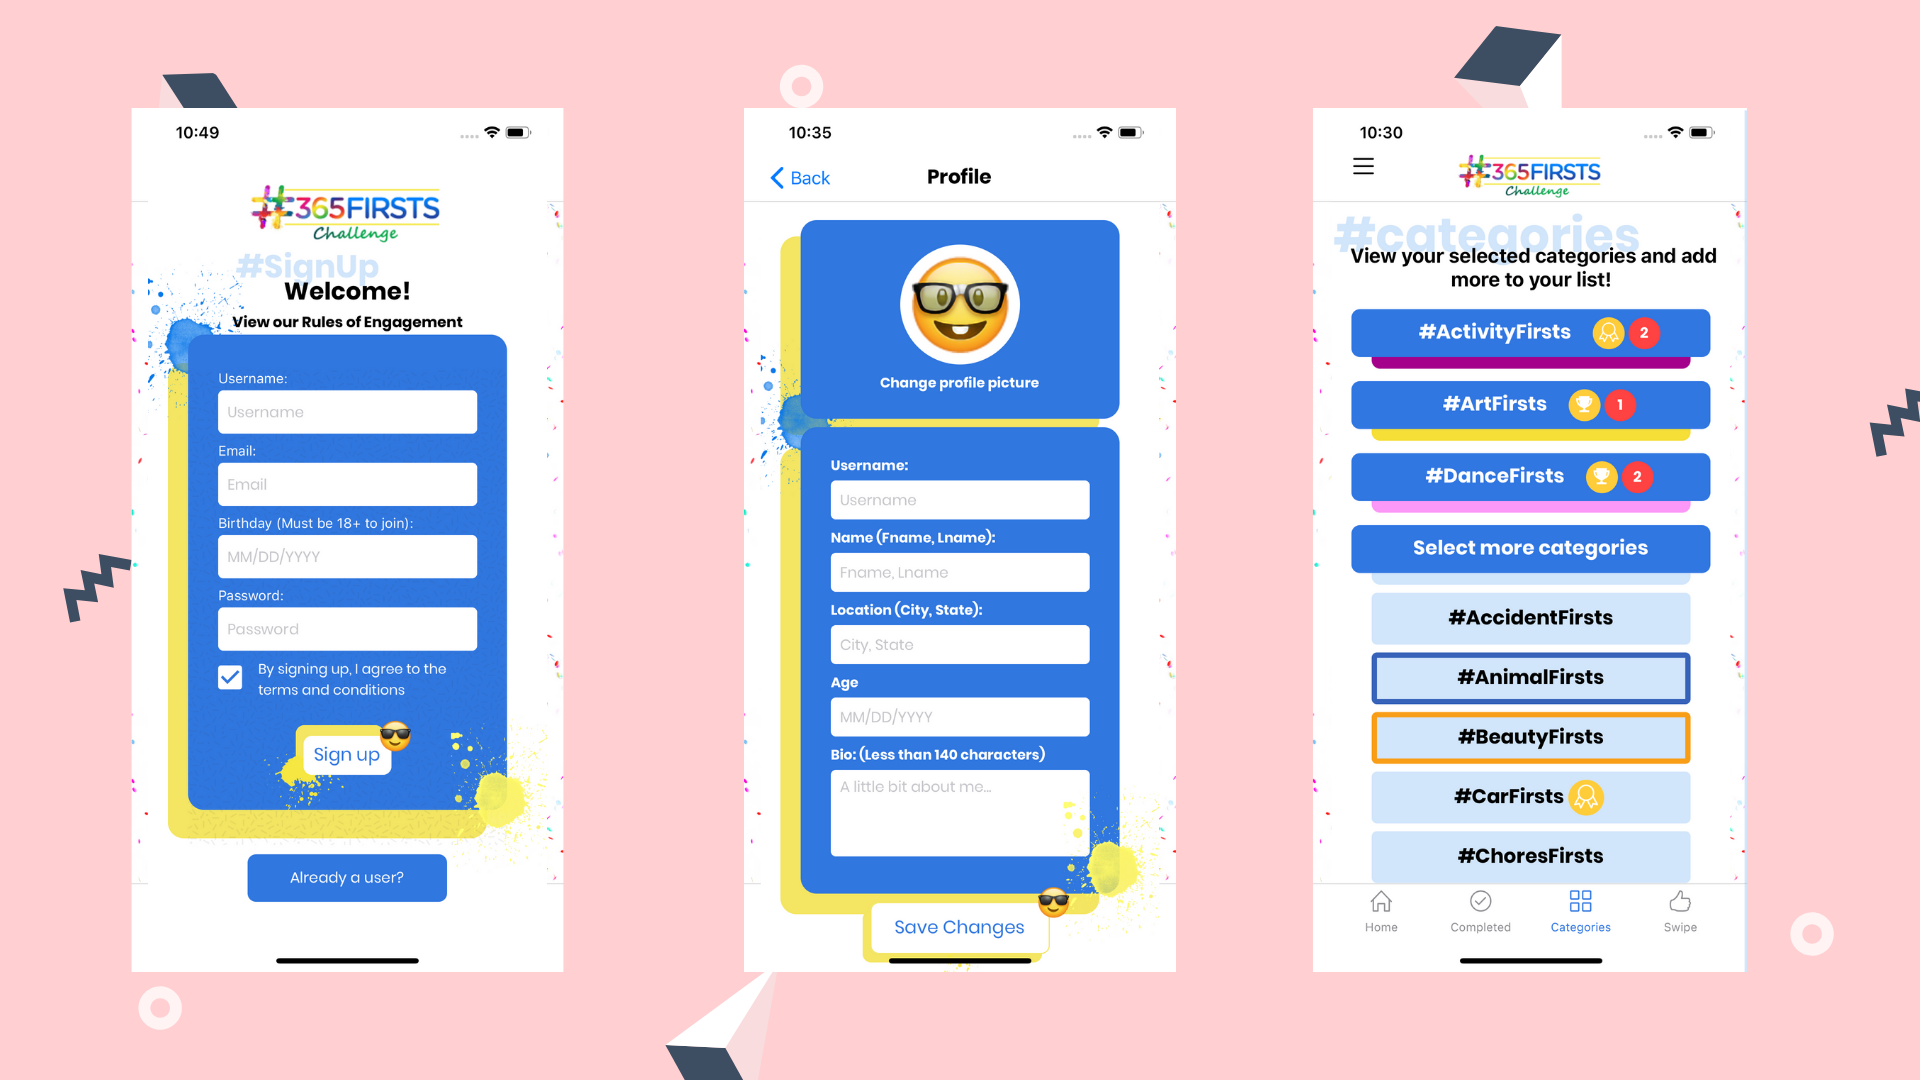 10:49
#365FIRSTS
Challenge
#SignUp
Welcome!
View our Rules of Engagement
Username:
Username
Email:
Email
Birthday (Must be 18+ to join):
MM/DD/YYYY
Password:
Password
By signing up, I agree to the
terms and conditions
Sign up
Already a user?
10:35
Back
Profile
Change profile picture
Username:
Username
Name (Fname, Lname):
Fname, Lname
Location (City, State):
City, State
Age
MM/DD/YYYY
Bio: (Less than 140 characters)
A little bit about me...
Save Changes
10:30
#365FIRSTS
Challenge
#categories
View your selected categories and add
more to your list!
#ActivityFirsts 2
#ArtFirsts 1
#DanceFirsts 2
Select more categories
#AccidentFirsts
#AnimalFirsts
#BeautyFirsts
#CarFirsts
#ChoresFirsts
Home Completed Categories Swipe